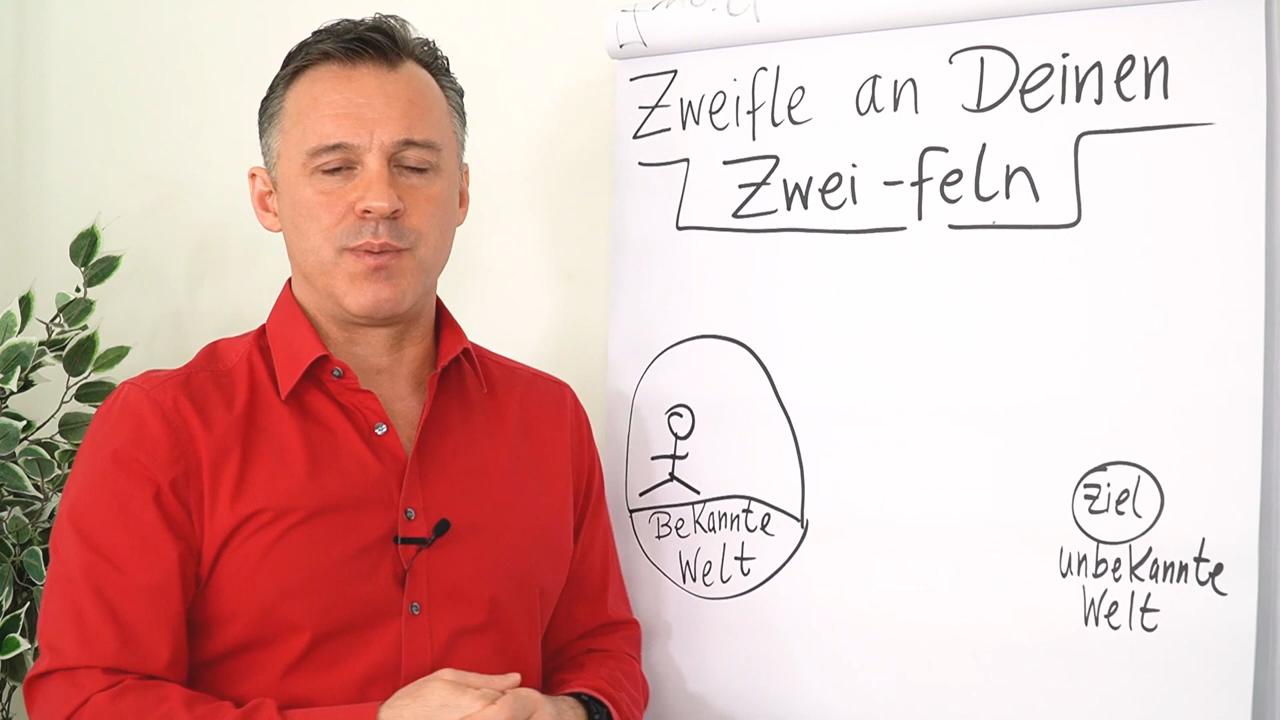 Zweifle an Deinen
Zwei-feln
Bekannte
Welt
Ziel
unbekannte
Welt